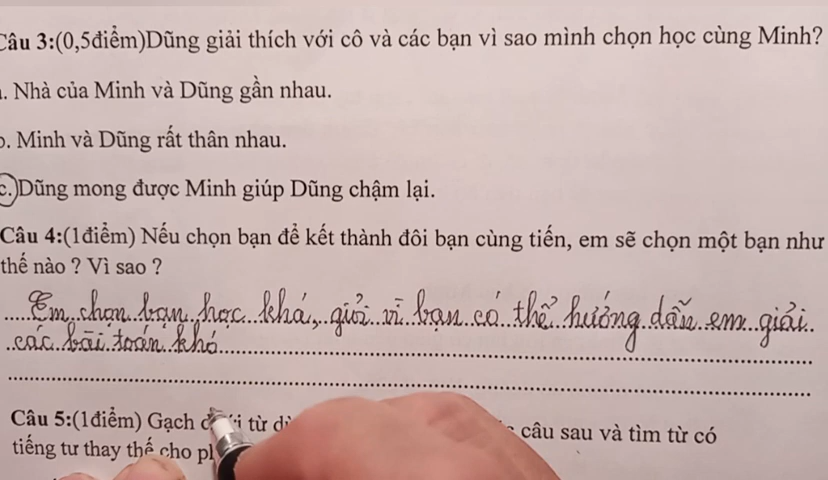 Câu 3:(0,5điểm)Dũng giải thích với cô và các bạn vì sao mình chọn học cùng Minh?
a. Nhà của Minh và Dũng gần nhau.
b. Minh và Dũng rất thân nhau.
c. Dũng mong được Minh giúp Dũng chậm lại.
Câu 4:(1điểm) Nếu chọn bạn để kết thành đôi bạn cùng tiến, em sẽ chọn một bạn như
thế nào ? Vì sao ?
Em chọn bạn học khá, giỏi vì bạn có thể hướng dẫn em giải
các bài toán khó
Câu 5:(1điểm) Gạch từ câu sau và tìm từ có
tiếng tư thay thế cho